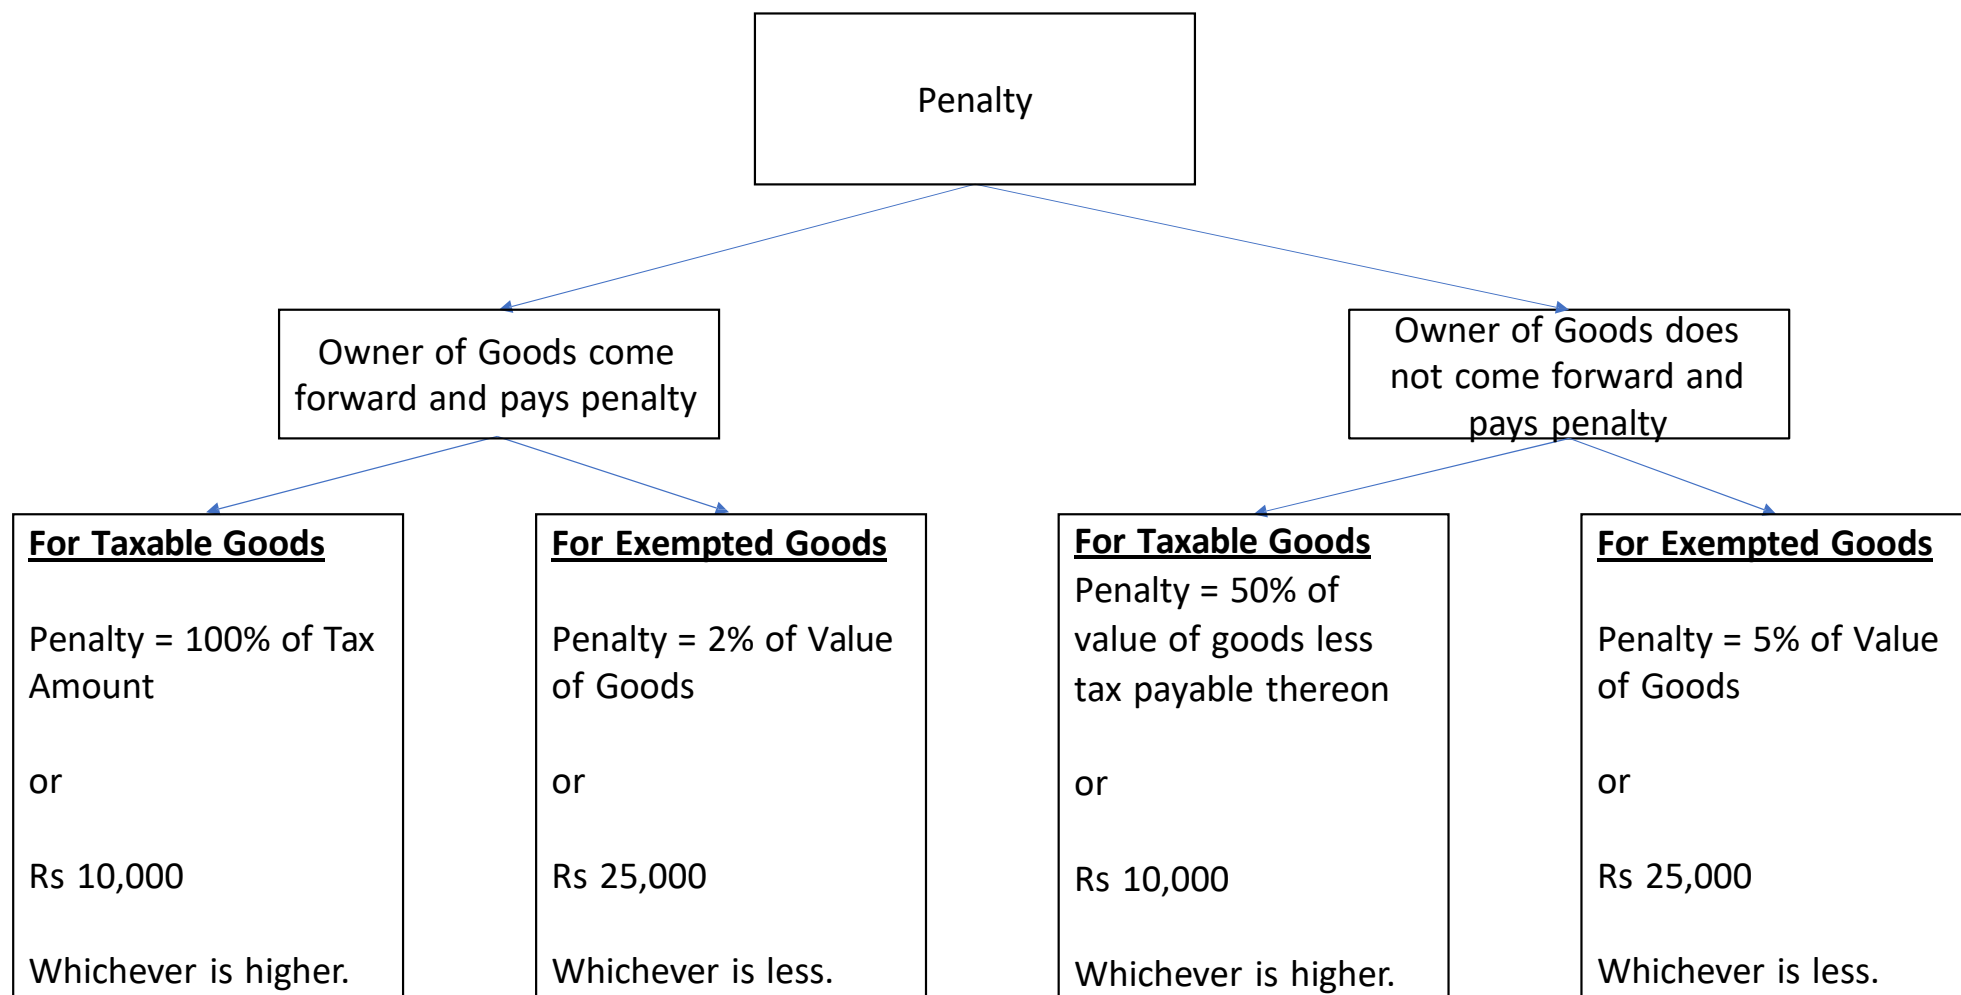 Penalty
Owner of Goods come
forward and pays penalty
Owner of Goods does
not come forward and
pays penalty
For Taxable Goods
Penalty = 100% of Tax
Amount
or
Rs 10,000
Whichever is higher.
For Exempted Goods
Penalty = 2% of Value
of Goods
or
Rs 25,000
Whichever is less.
For Taxable Goods
Penalty = 50% of
value of goods less
tax payable thereon
or
Rs 10,000
Whichever is higher.
For Exempted Goods
Penalty = 5% of Value
of Goods
or
Rs 25,000
Whichever is less.